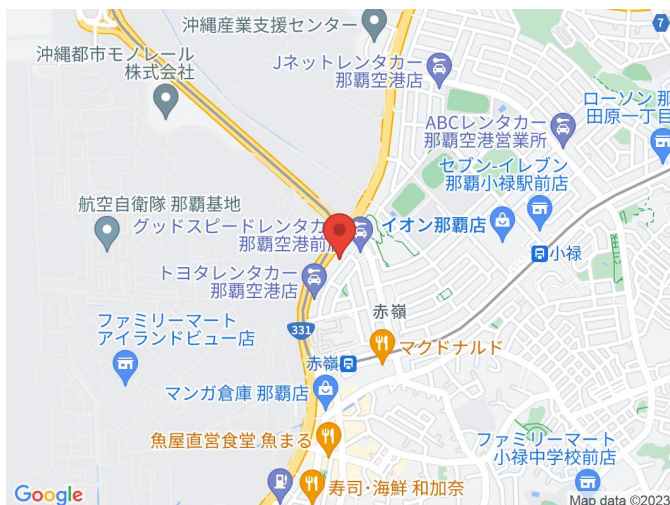 沖縄産業支援センター
7
沖縄都市モノレール
株式会社
Jネットレンタカー
那覇空港店
ローソン 那
田原一丁目
ABCレンタカー
那覇空港営業所
セブン-イレブン
那覇小禄駅前店
航空自衛隊 那覇基地
グッドスピードレンタカ
那覇空港前店
イオン那覇店
小禄
トヨタレンタカー
那覇空港店
赤嶺
ファミリーマート
アイランドビュー店
331
マクドナルド
赤嶺
マンガ倉庫 那覇店
魚屋直営食堂 魚まる
ファミリーマート
小禄中学校前店
寿司・海鮮 和加奈
Google
Map data ©2023